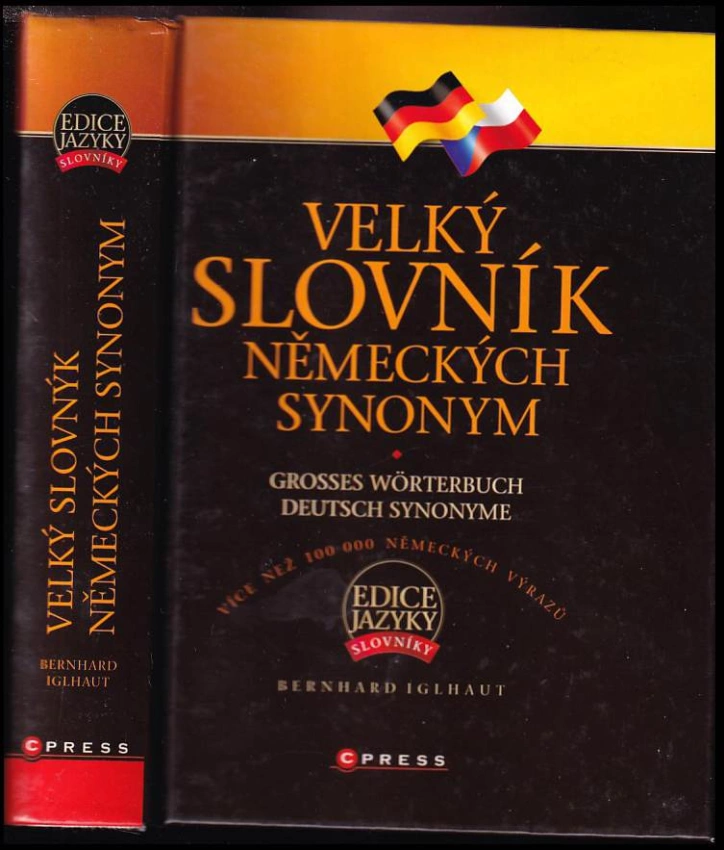 EDICE
JAZYKY
SLOVNÍKY
VELKÝ SLOVNÝK
NĚMECKÝCH SYNONYM
BERNHARD
IGLHAUT
CPRESS
VELKÝ
SLOVNÍK
NĚMECKÝCH
SYNONYM
GROSSES WÖRTERBUCH
DEUTSCH SYNONYME
VÍCE NEŽ 100 000 NĚMECKÝCH VÝRAZŮ
EDICE
JAZYKY
SLOVNÍKY
BERNHARD IGLHAUT
CPRESS